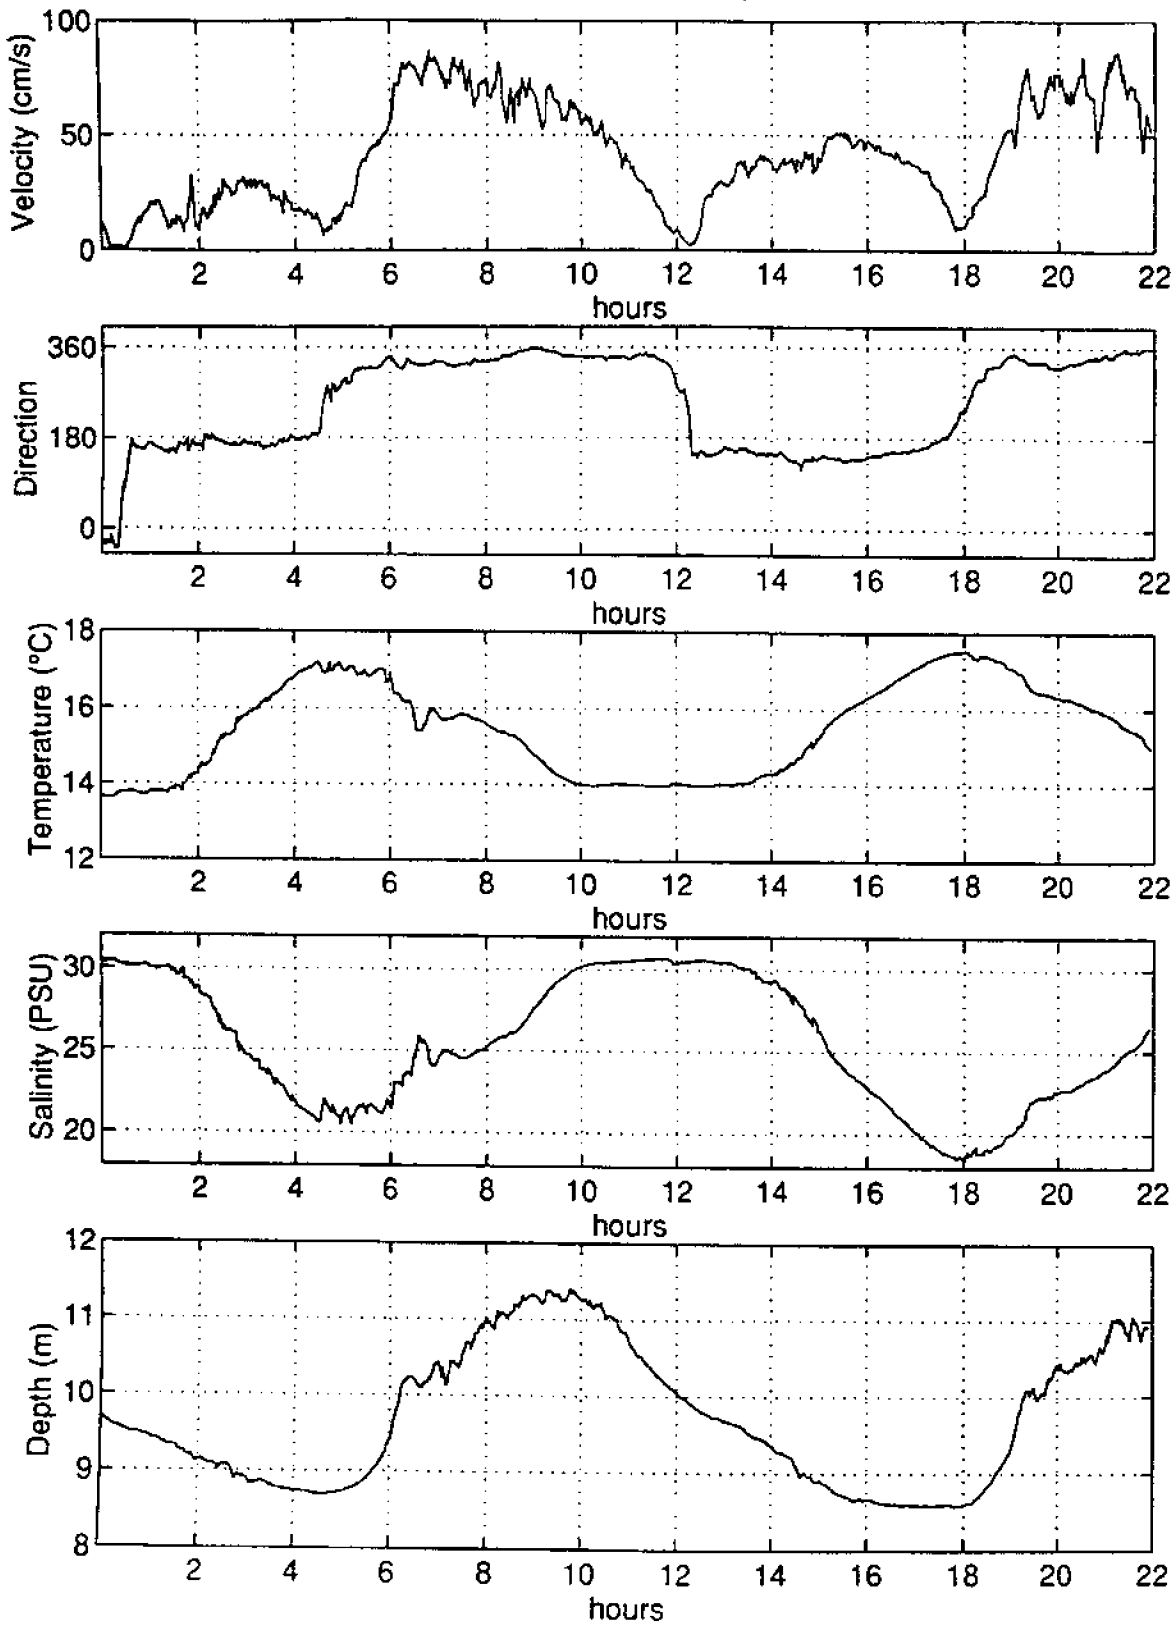 100
50
0
Velocity (cm/s)
2 4 6 8 10 12 14 16 18 20 22
hours
360
180
0
Direction
2 4 6 8 10 12 14 16 18 20 22
hours
18
16
14
12
Temperature (°C)
2 4 6 8 10 12 14 16 18 20 22
hours
30
25
20
Salinity (PSU)
2 4 6 8 10 12 14 16 18 20 22
hours
12
11
10
9
8
Depth (m)
2 4 6 8 10 12 14 16 18 20 22
hours